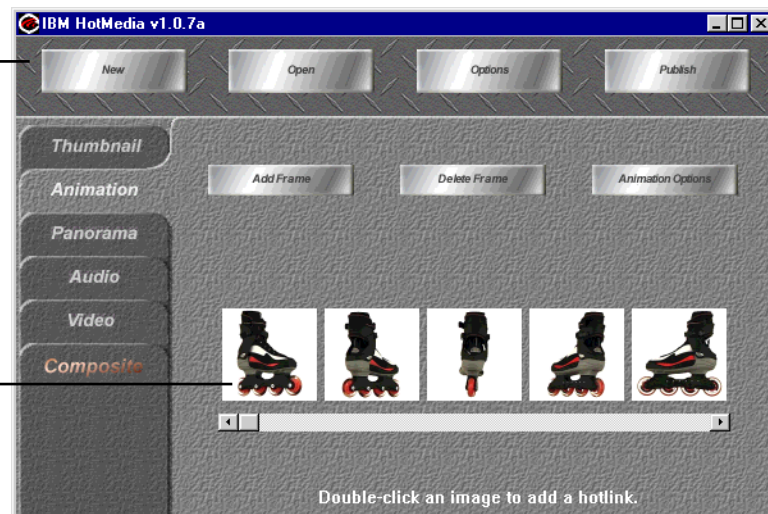 IBM HotMedia v1.0.7a
New
Open
Options
Publish
Thumbnail
Animation
Panorama
Audio
Video
Composite
Add Frame
Delete Frame
Animation Options
Double-click an image to add a hotlink.